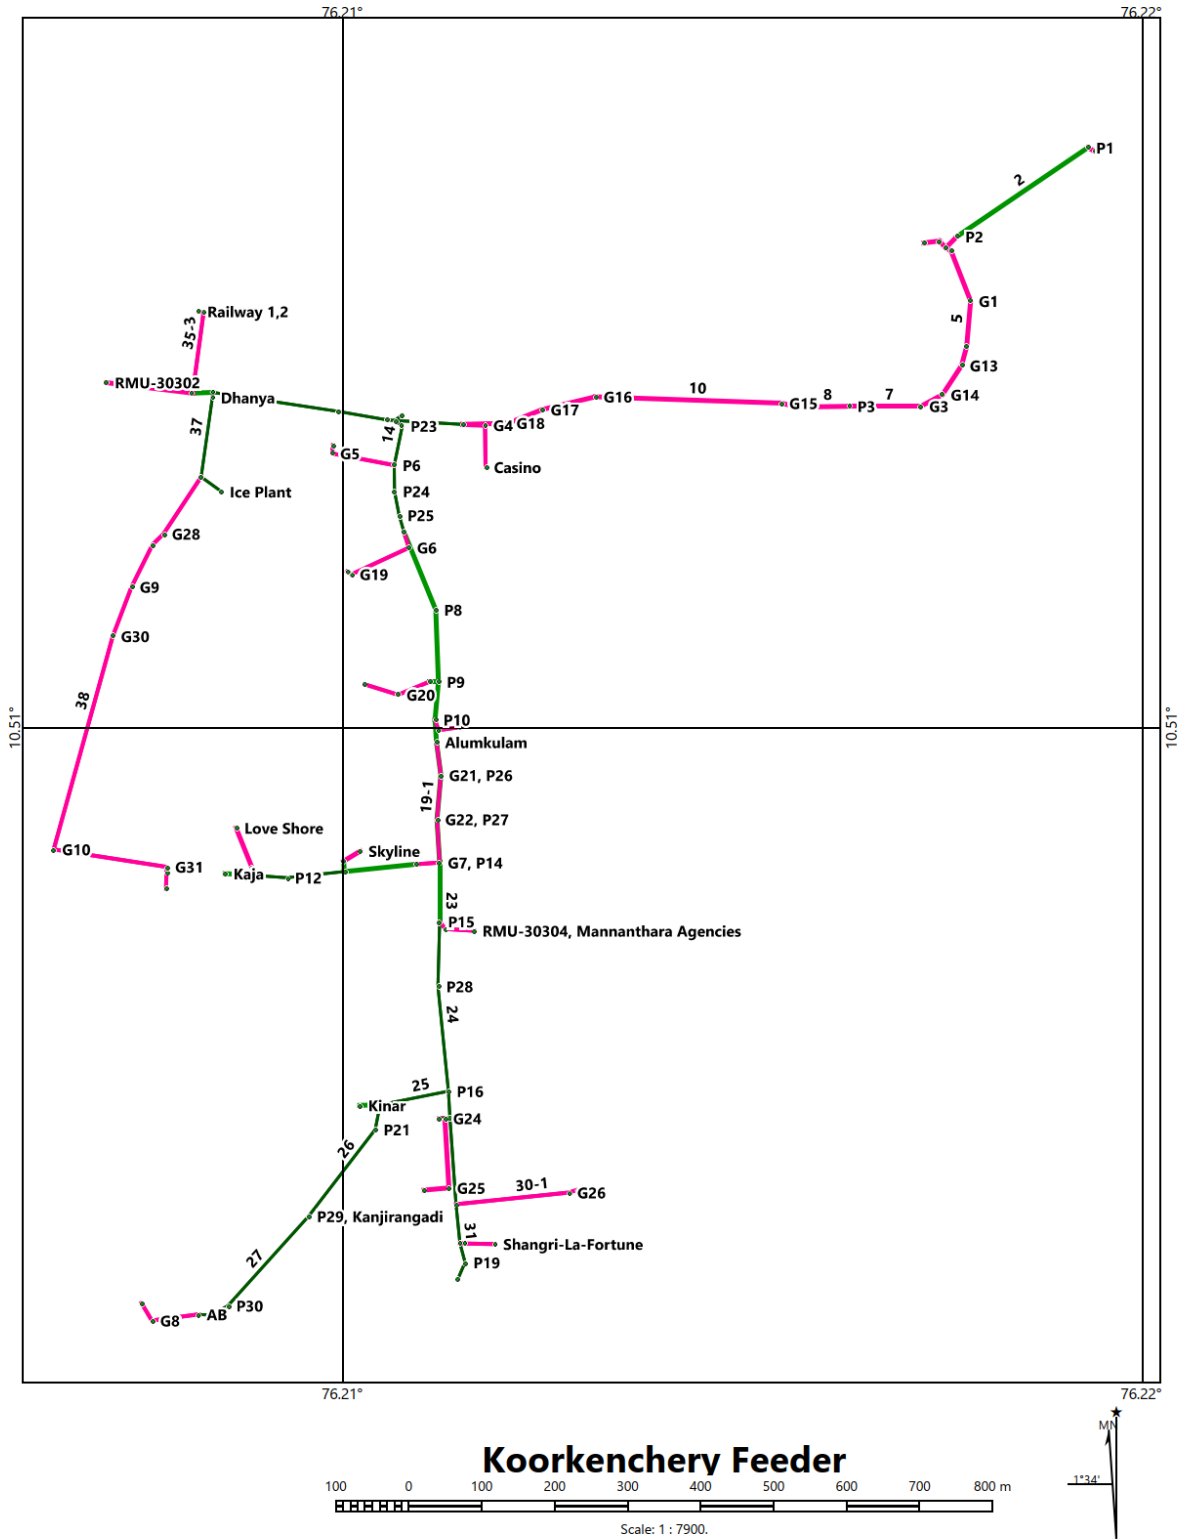 76.21°
76.22°
P1
2
P2
G1
5
G13
G14
Railway 1,2
35-3
RMU-30302
Dhanya
37
14
P23
G4
G18
G17
G16
10
G15
8
P3
7
G3
G5
P6
Casino
P24
Ice Plant
P25
G28
G6
G19
G9
P8
G30
38
P9
G20
P10
10.51°
10.51°
Alumkulam
G21, P26
19-1
G22, P27
Love Shore
G10
Skyline
G31
Kaja
P12
G7, P14
23
P15
RMU-30304, Mannanthara Agencies
P28
24
25
P16
Kinar
G24
P21
26
30-1
G25
G26
P29, Kanjirangadi
31
Shangri-La-Fortune
27
P19
P30
AB
G8
76.21°
76.22°
MN
Koorkenchery Feeder
1°34'
100 0 100 200 300 400 500 600 700 800 m
Scale: 1 : 7900.